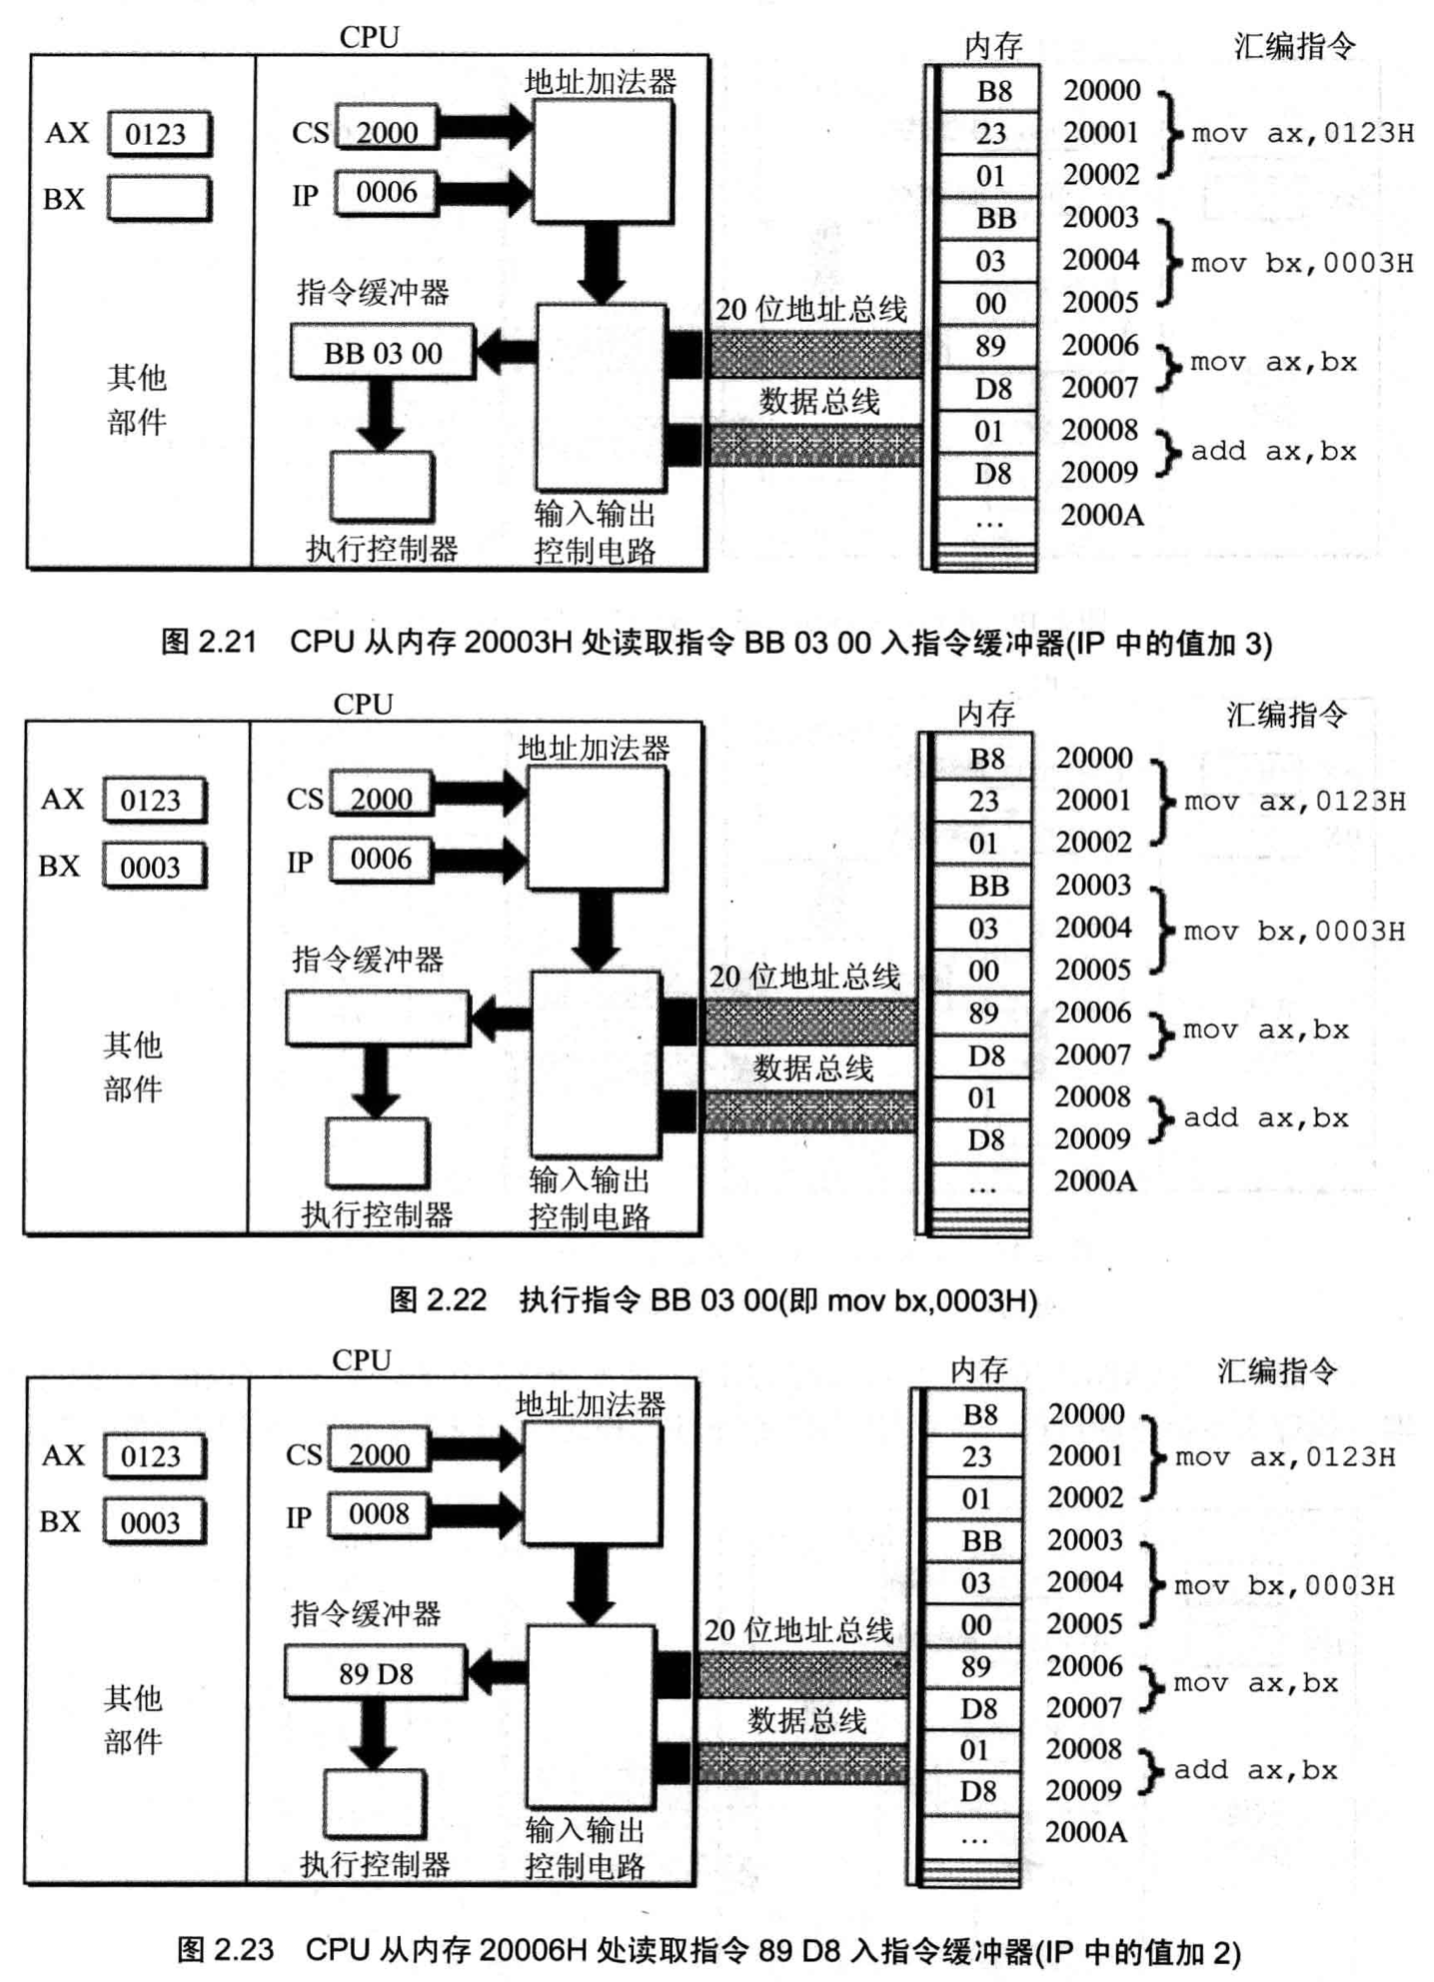 CPU
内存 汇编指令
地址加法器
B8 20000
AX 0123 CS 2000 23 20001 mov ax,0123H
01 20002
BX IP 0006
BB 20003
03 20004 mov bx,0003H
指令缓冲器 00 20005
20 位地址总线
BB 03 00 89 20006 mov ax,bx
其他 D8 20007
数据总线
部件 01 20008 add ax,bx
D8 20009
输入输出 ... 2000A
执行控制器 控制电路
图 2.21 CPU 从内存 20003H 处读取指令 BB 03 00 入指令缓冲器(IP 中的值加 3)
CPU
内存 汇编指令
地址加法器
B8 20000
AX 0123 CS 2000 23 20001 mov ax,0123H
01 20002
BX 0003 IP 0006
BB 20003
03 20004 mov bx,0003H
指令缓冲器 00 20005
20 位地址总线
89 20006 mov ax,bx
其他 D8 20007
数据总线
部件 01 20008 add ax,bx
D8 20009
输入输出 ... 2000A
执行控制器 控制电路
图 2.22 执行指令 BB 03 00(即 mov bx,0003H)
CPU
内存 汇编指令
地址加法器
B8 20000
AX 0123 CS 2000 23 20001 mov ax,0123H
01 20002
BX 0003 IP 0008
BB 20003
03 20004 mov bx,0003H
指令缓冲器 00 20005
20 位地址总线
89 D8 89 20006 mov ax,bx
其他 D8 20007
数据总线
部件 01 20008 add ax,bx
D8 20009
输入输出 ... 2000A
执行控制器 控制电路
图 2.23 CPU 从内存 20006H 处读取指令 89 D8 入指令缓冲器(IP 中的值加 2)